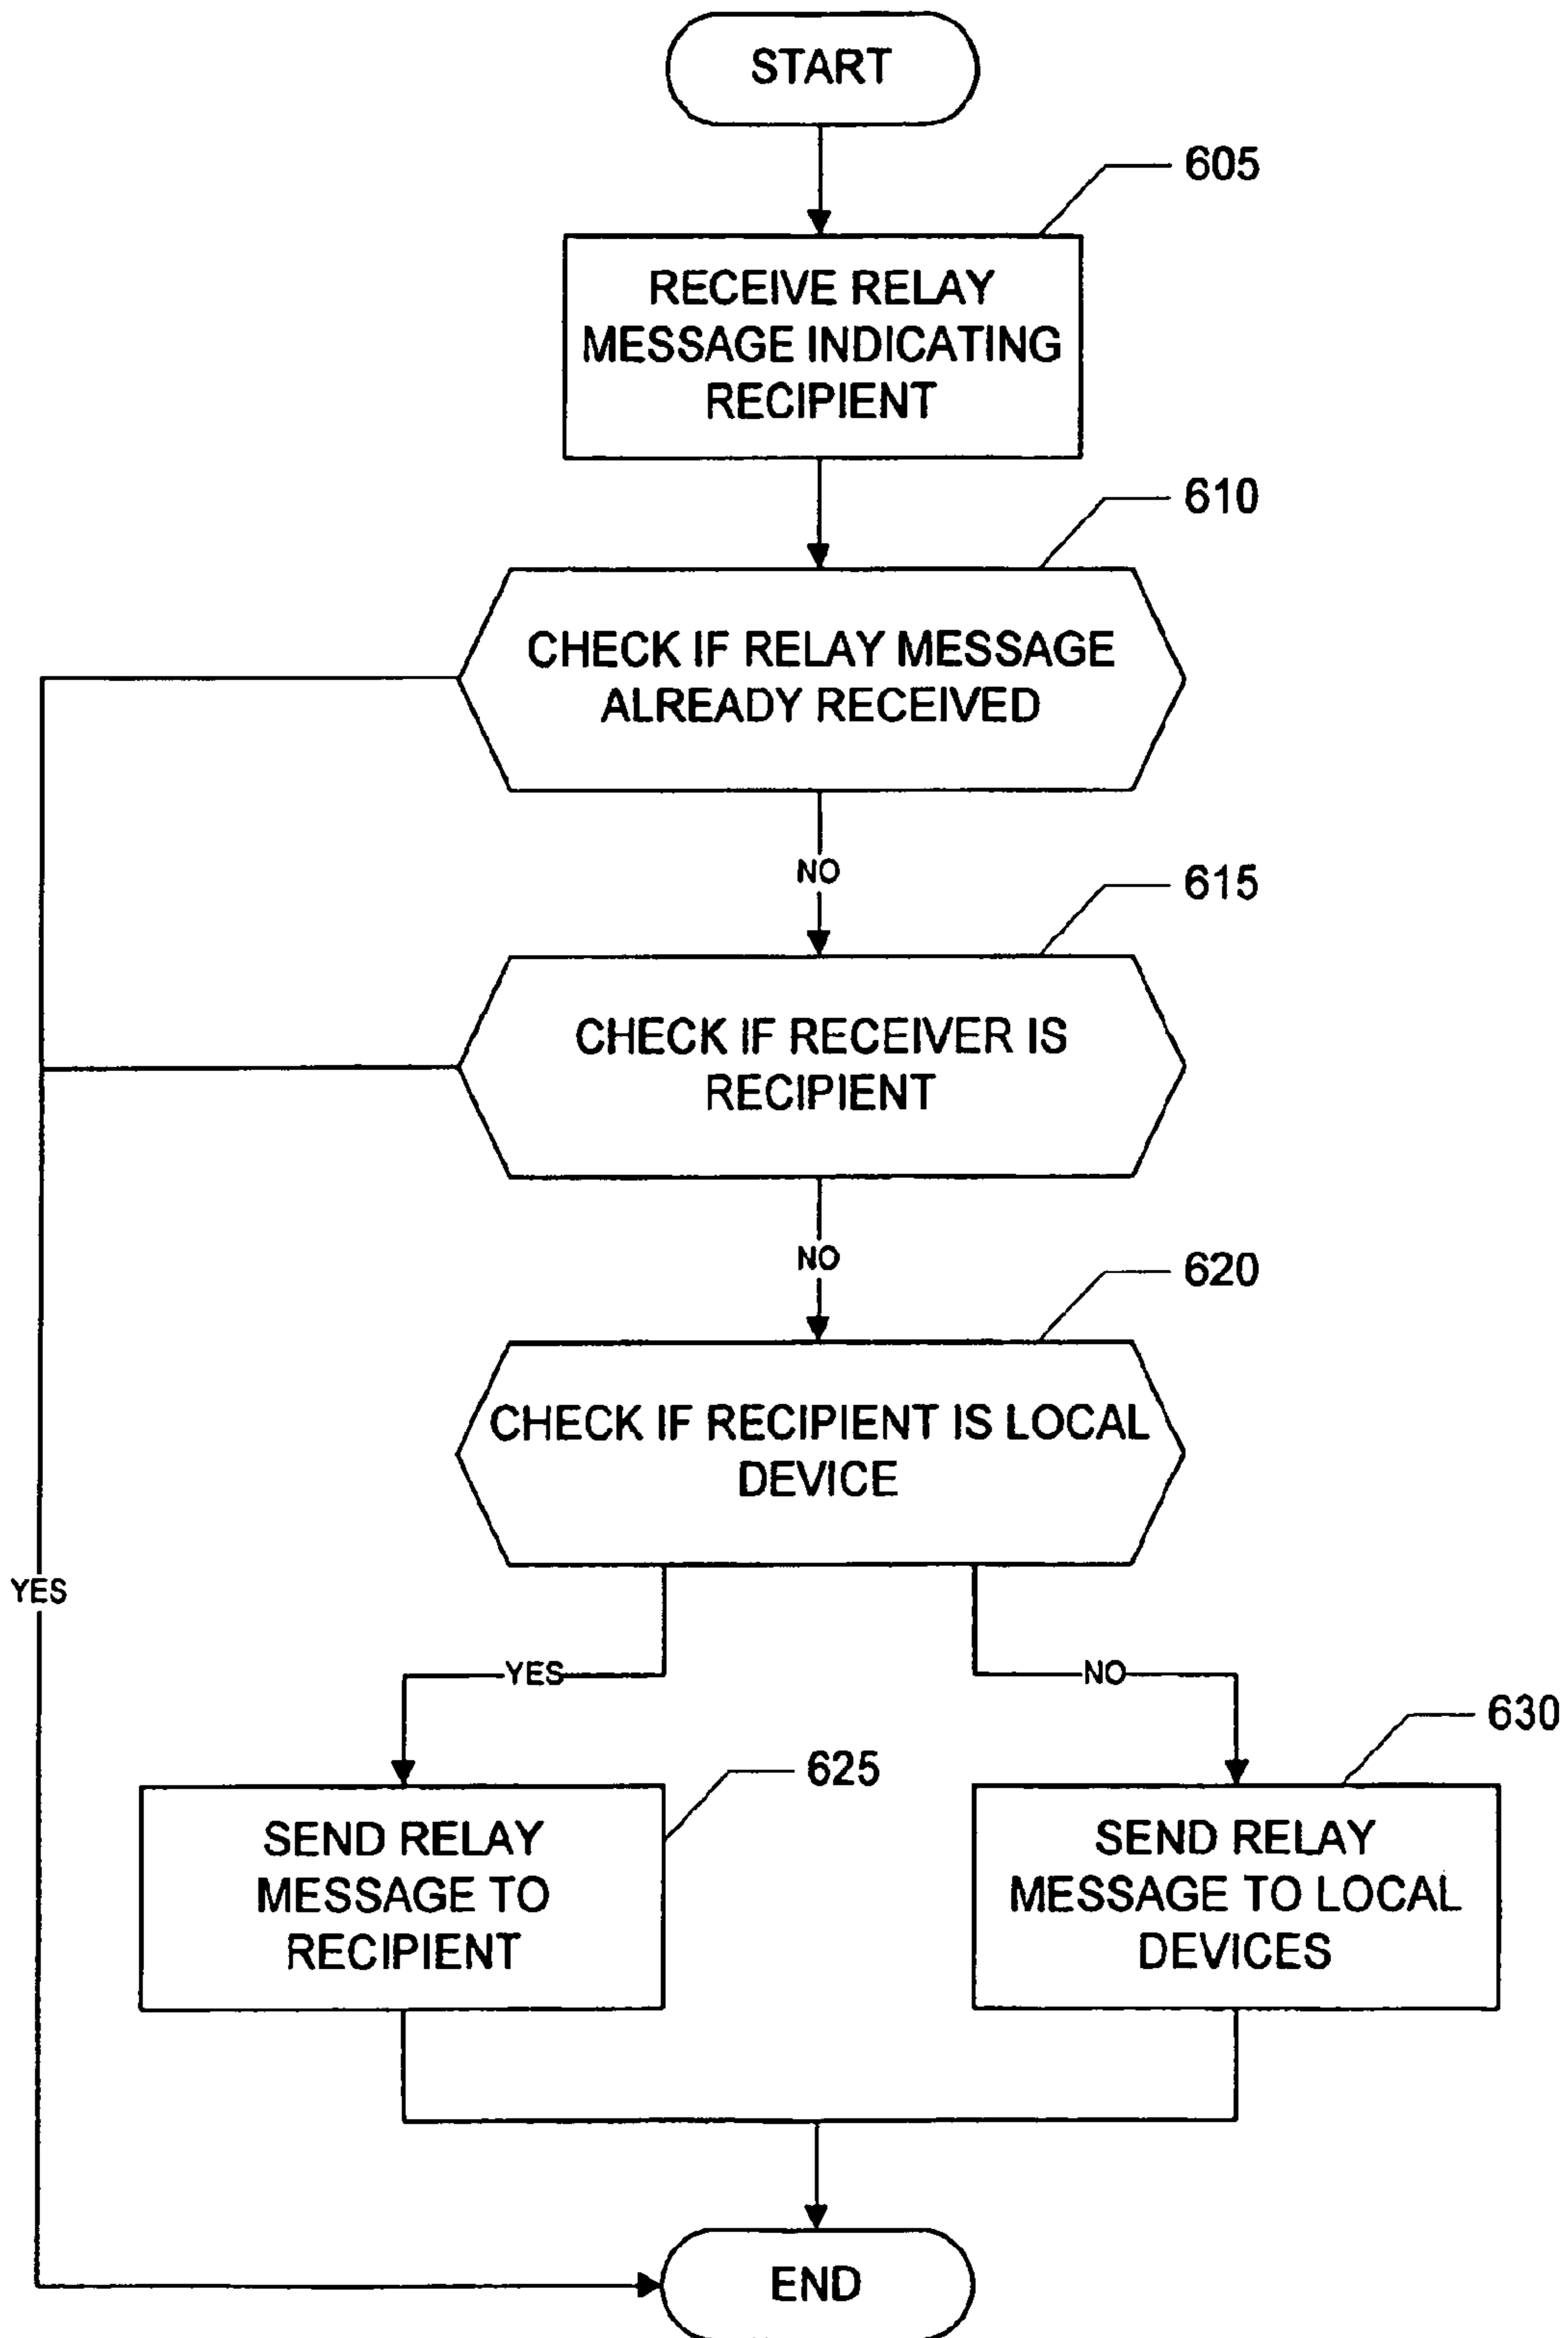 START
605
RECEIVE RELAY
MESSAGE INDICATING
RECIPIENT
610
CHECK IF RELAY MESSAGE
ALREADY RECEIVED
NO
615
CHECK IF RECEIVER IS
RECIPIENT
NO
620
CHECK IF RECIPIENT IS LOCAL
DEVICE
YES
YES
NO
630
625
SEND RELAY
MESSAGE TO
RECIPIENT
SEND RELAY
MESSAGE TO LOCAL
DEVICES
END